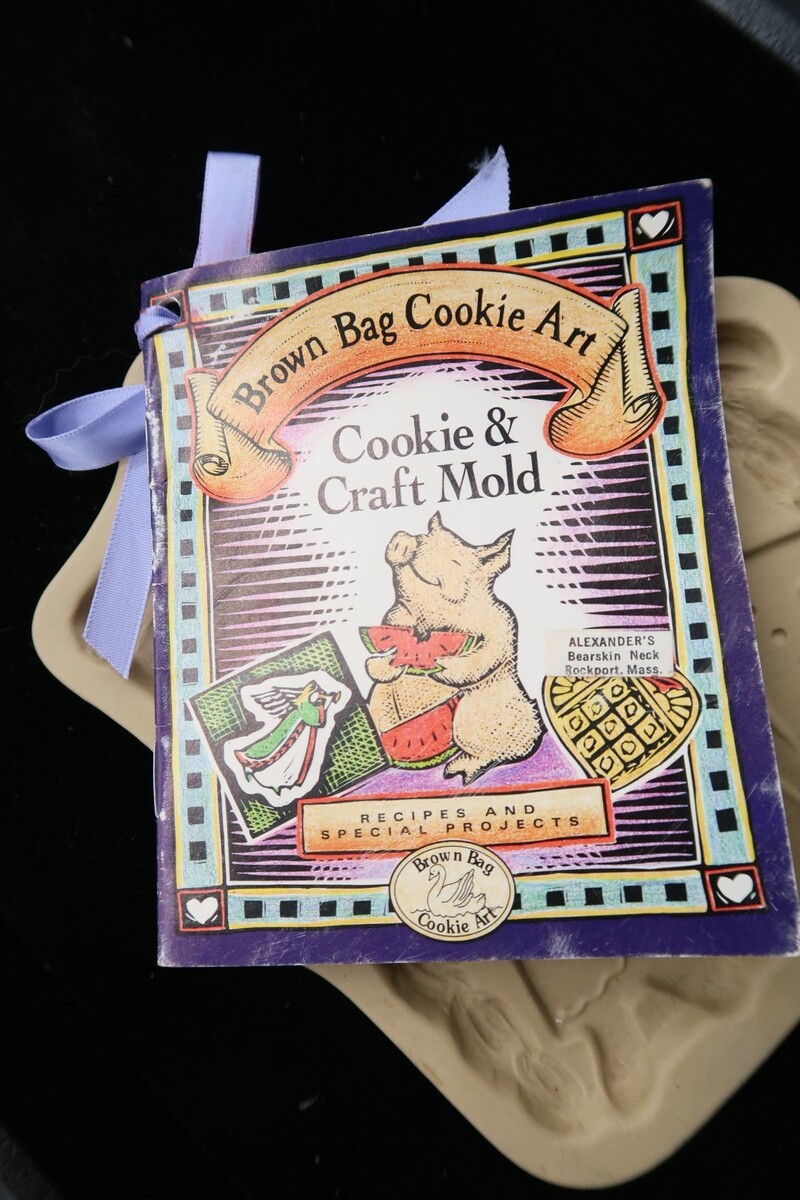 Brown Bag Cookie Art
Cookie &
Craft Mold
ALEXANDER'S
Bearskin Neck
Rockport, Mass.
RECIPES AND
SPECIAL PROJECTS
Brown Bag
Cookie Art